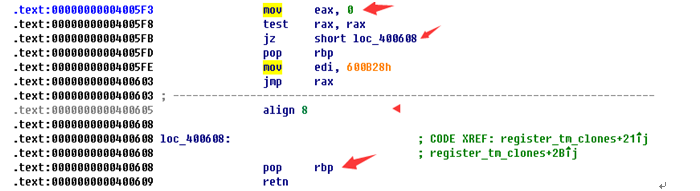 .text:00000000004005F3 mov eax, 0
.text:00000000004005F8 test rax, rax
.text:00000000004005FB jz short loc_400608
.text:00000000004005FD pop rbp
.text:00000000004005FE mov edi, 600B28h
.text:0000000000400603 jmp rax
.text:0000000000400603 ; ---------------------------------------------------------------------------
.text:0000000000400605 align 8
.text:0000000000400608
.text:0000000000400608 loc_400608: ; CODE XREF: register_tm_clones+21↑j
.text:0000000000400608 ; register_tm_clones+2B↑j
.text:0000000000400608 pop rbp
.text:0000000000400609 retn